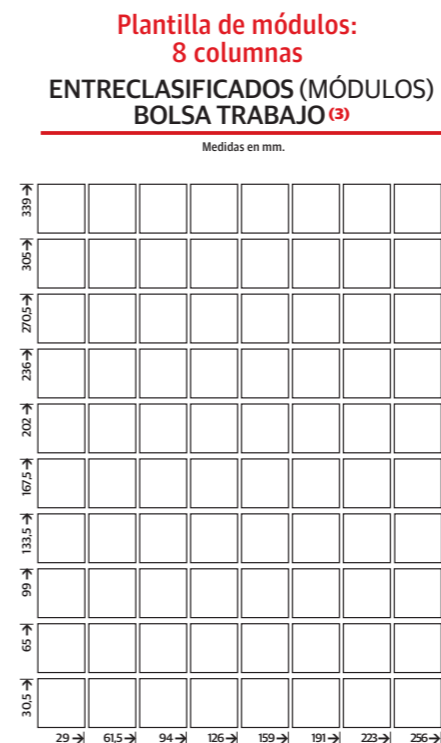 Plantilla de módulos:
8 columnas
ENTRECLASIFICADOS (MÓDULOS)
BOLSA TRABAJO (3)
Medidas en mm.
339
305
270,5
236
202
167,5
133,5
99
65
30,5
29 61,5 94 126 159 191 223 256